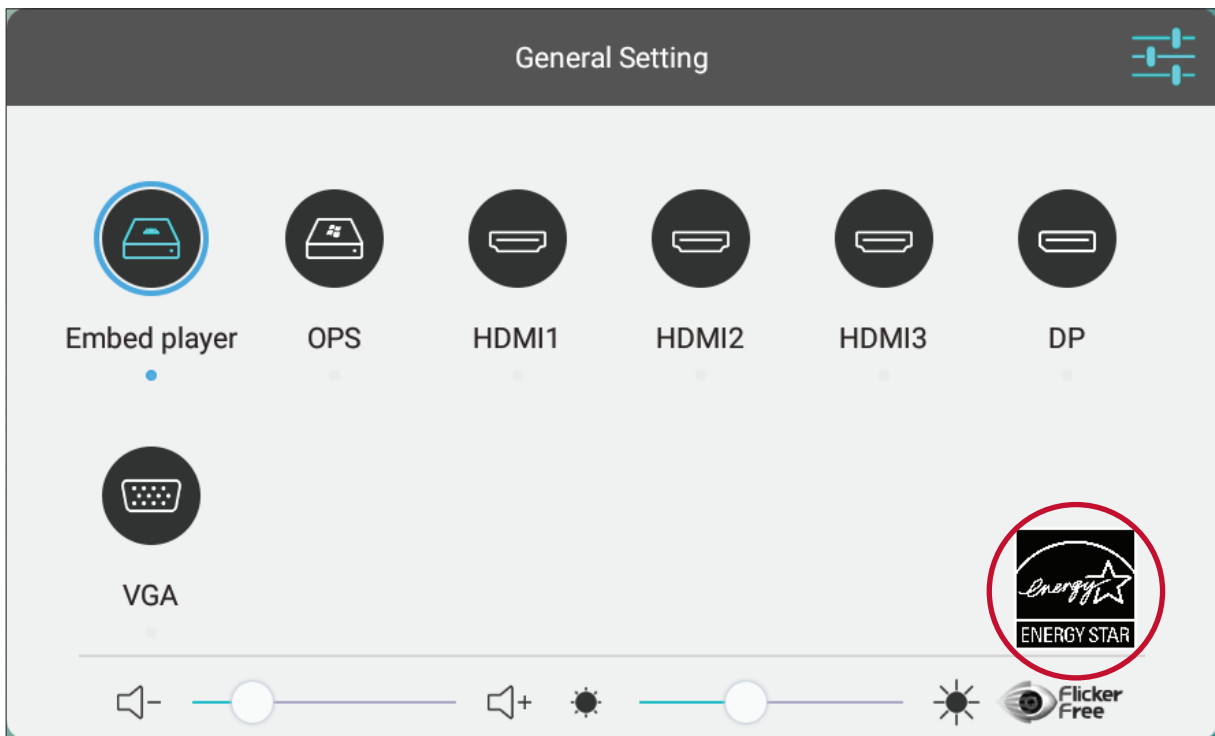 General Setting
Embed player
OPS
HDMI1
HDMI2
HDMI3
DP
VGA
energy
ENERGY STAR
Flicker
Free